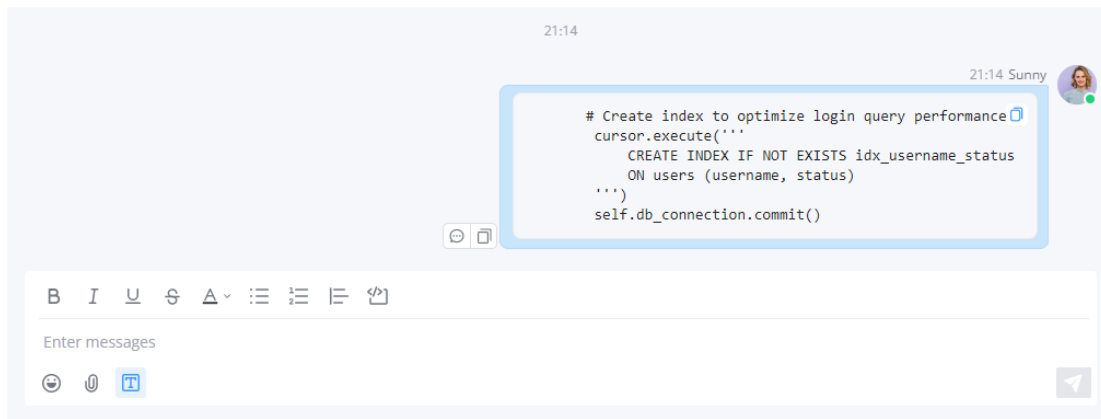 21:14
21:14 Sunny
# Create index to optimize login query performance
cursor.execute('''
CREATE INDEX IF NOT EXISTS idx_username_status
ON users (username, status)
''')
self.db_connection.commit()
B I U S A
Enter messages
T